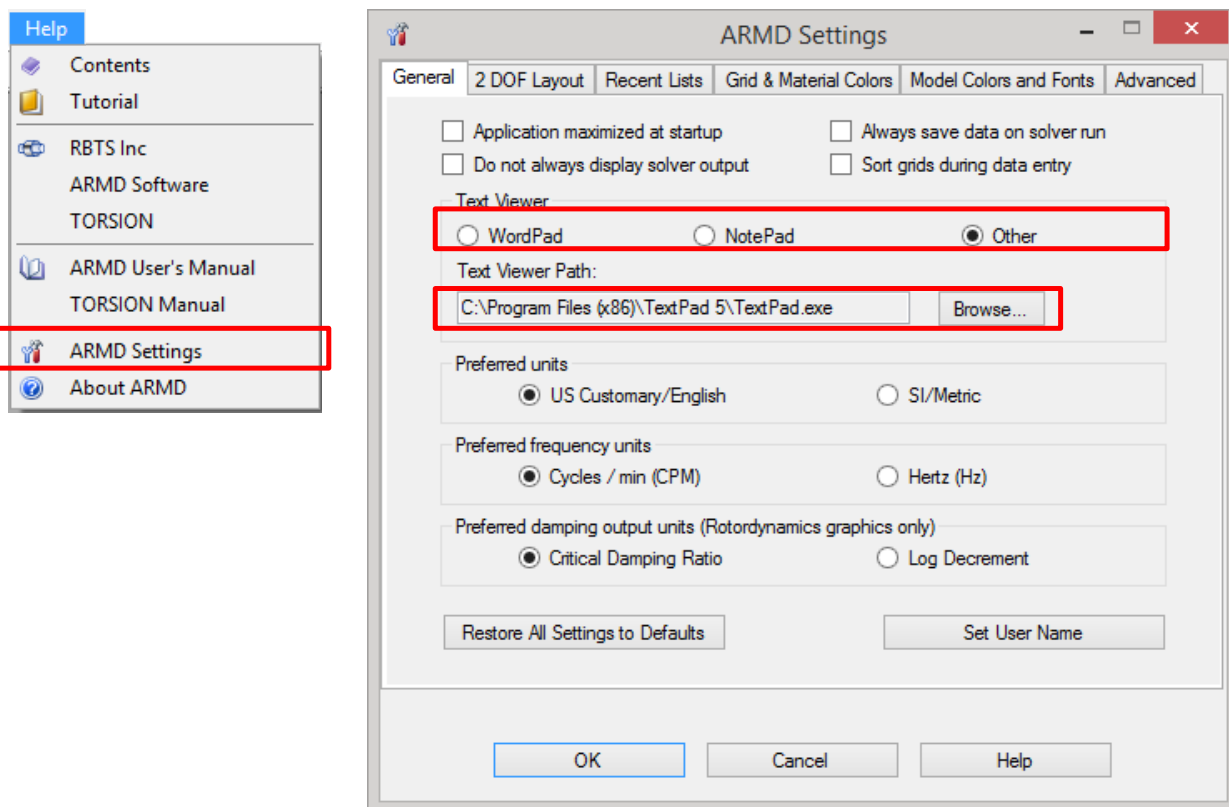 Help
Contents
Tutorial
RBTS Inc
ARMD Software
TORSION
ARMD User's Manual
TORSION Manual
ARMD Settings
About ARMD
ARMD Settings
General 2 DOF Layout Recent Lists Grid & Material Colors Model Colors and Fonts Advanced
Application maximized at startup Always save data on solver run
Do not always display solver output Sort grids during data entry
Text Viewer
WordPad NotePad Other
Text Viewer Path:
C:\Program Files (x86)\TextPad 5\TextPad.exe Browse...
Preferred units
US Customary/English SI/Metric
Preferred frequency units
Cycles / min (CPM) Hertz (Hz)
Preferred damping output units (Rotordynamics graphics only)
Critical Damping Ratio Log Decrement
Restore All Settings to Defaults Set User Name
OK Cancel Help